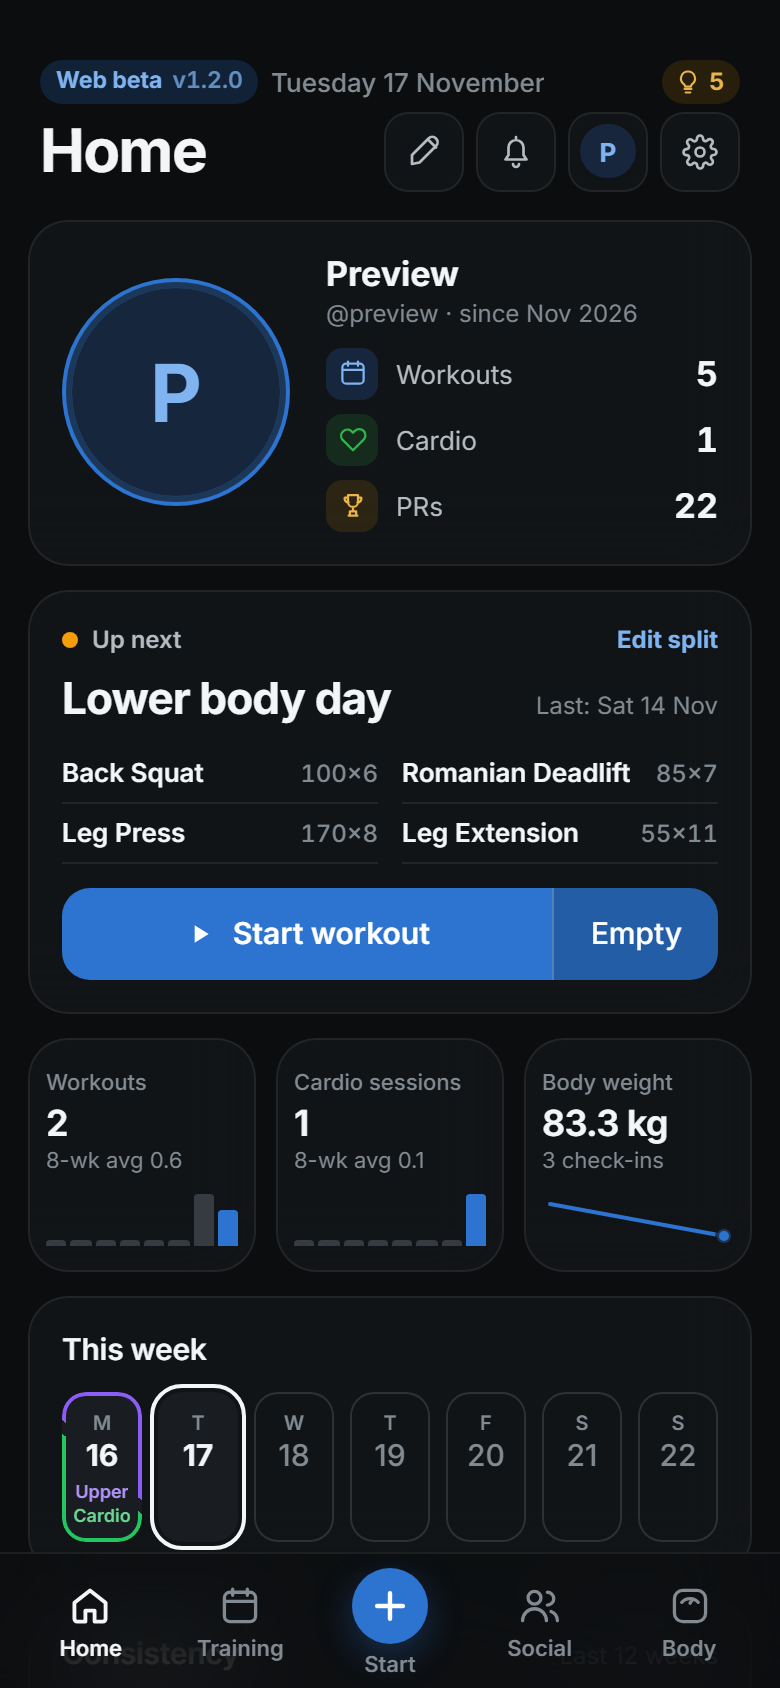 Web beta v1.2.0 Tuesday 17 November 5
Home P
P
Preview
@preview · since Nov 2026
Workouts 5
Cardio 1
PRs 22
Up next Edit split
Lower body day Last: Sat 14 Nov
Back Squat 100×6 Romanian Deadlift 85×7
Leg Press 170×8 Leg Extension 55×11
Start workout Empty
Workouts
2
8-wk avg 0.6
Cardio sessions
1
8-wk avg 0.1
Body weight
83.3 kg
3 check-ins
This week
M T W T F S S
16 17 18 19 20 21 22
Upper
Cardio
Consistency Last 12 weeks
Home Training Start Social Body